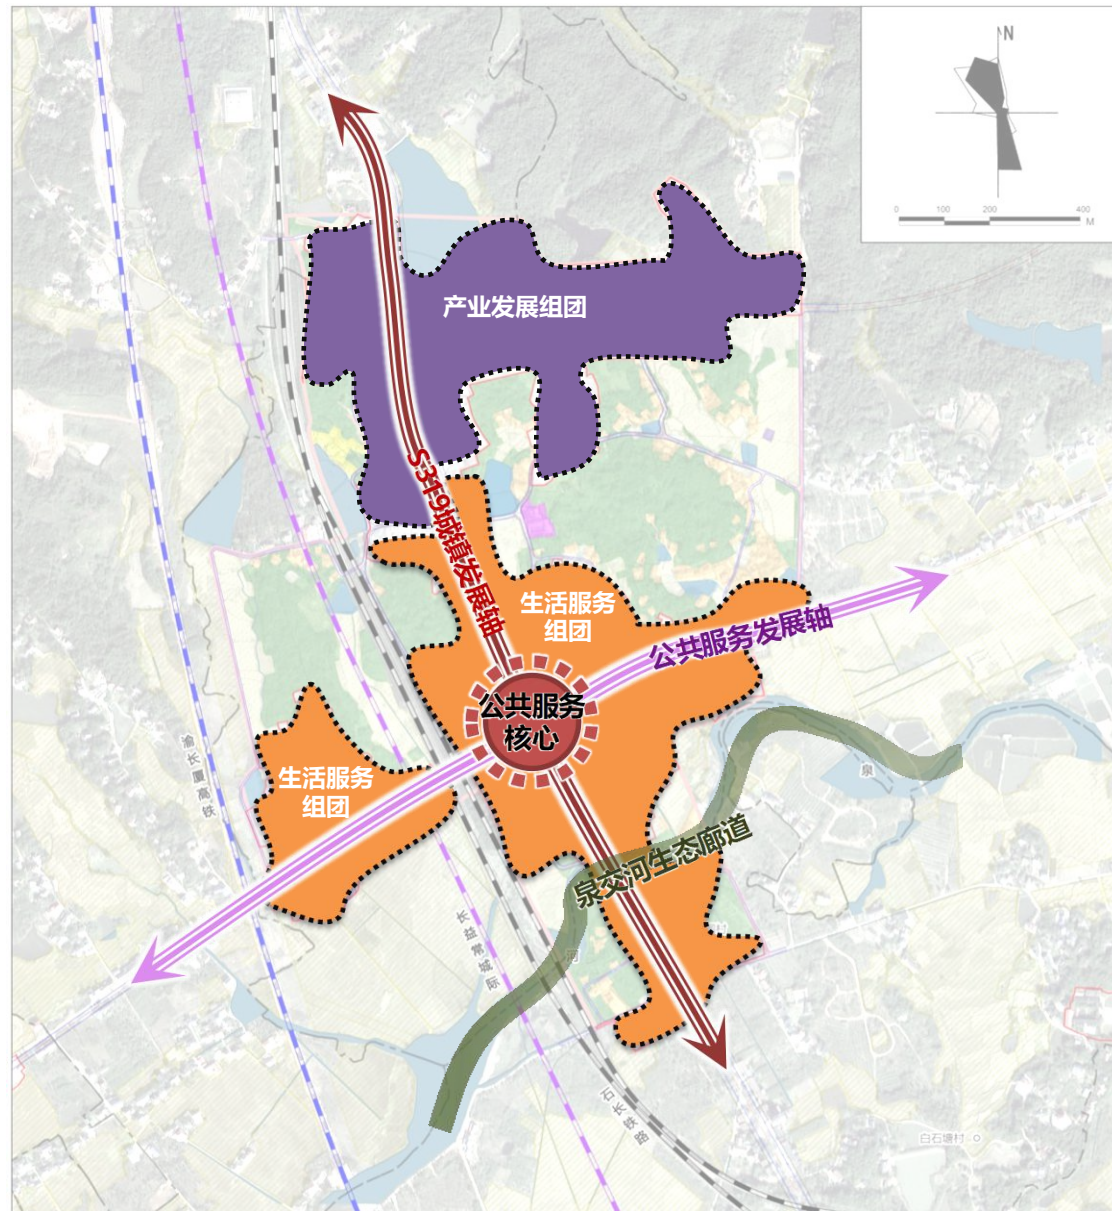 N
0 100 200 400
M
产业发展组团
S319城镇发展轴
生活服务
组团
公共服务发展轴
公共服务
核心
生活服务
组团
渝长厦高铁
泉
泉交河生态廊道
长益常城际
河
石长铁路
白石塘村